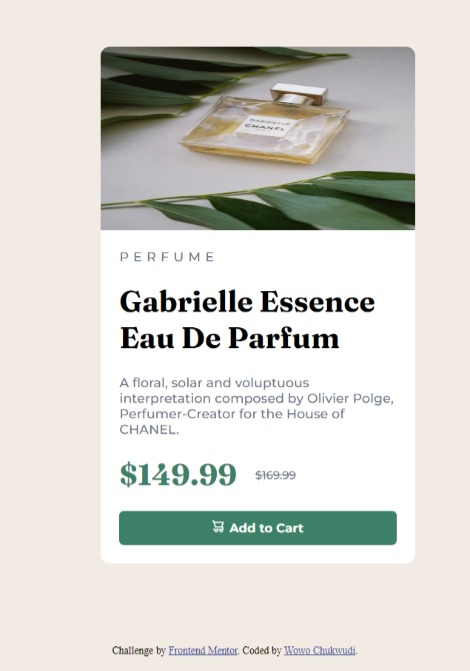 GABRIELLE
CHANEL
PERFUME
Gabrielle Essence
Eau De Parfum
A floral, solar and voluptuous
interpretation composed by Olivier Polge,
Perfumer-Creator for the House of
CHANEL.
$149.99 $169.99
Add to Cart
Challenge by Frontend Mentor. Coded by Wowo Chukwudi.